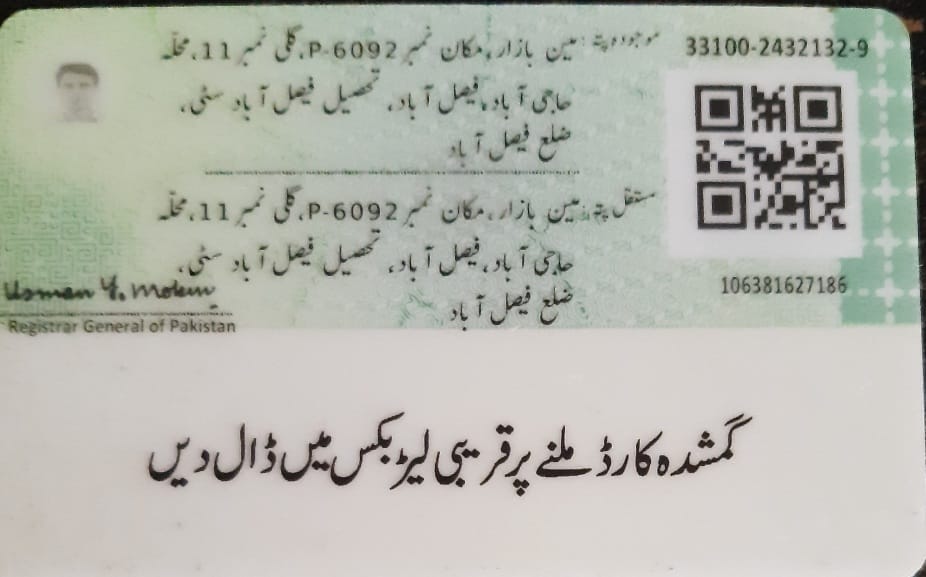 موجودہ پتہ: مین بازار، مکان نمبر P-6092، گلی نمبر 11، محلہ
33100-2432132-9
حاجی آباد، فیصل آباد، تحصیل فیصل آباد سٹی،
ضلع فیصل آباد
مستقل پتہ: مین بازار، مکان نمبر P-6092، گلی نمبر 11، محلہ
حاجی آباد، فیصل آباد، تحصیل فیصل آباد سٹی،
ضلع فیصل آباد
106381627186
Usman Y. Mobin
Registrar General of Pakistan
گمشدہ کارڈ ملنے پر قریبی لیٹر بکس میں ڈال دیں